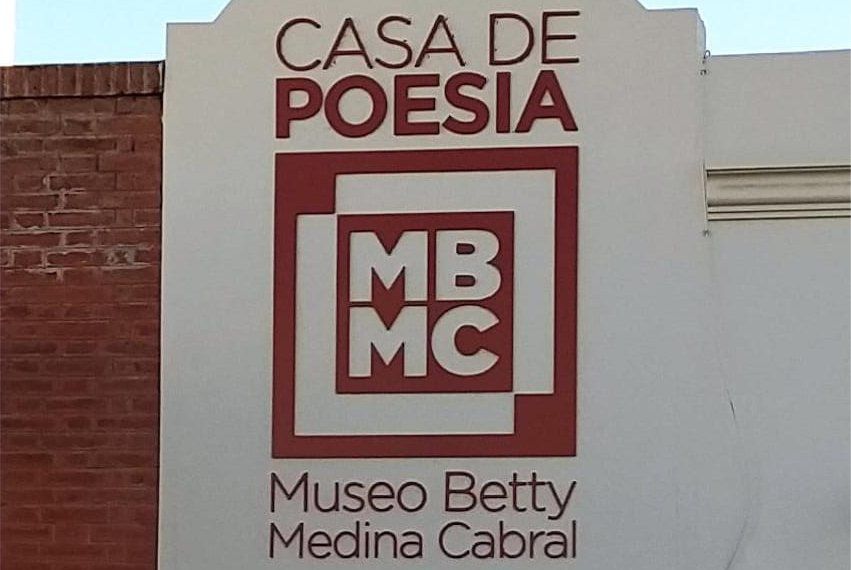 CASA DE
POESIA
MB
MC
Museo Betty
Medina Cabral